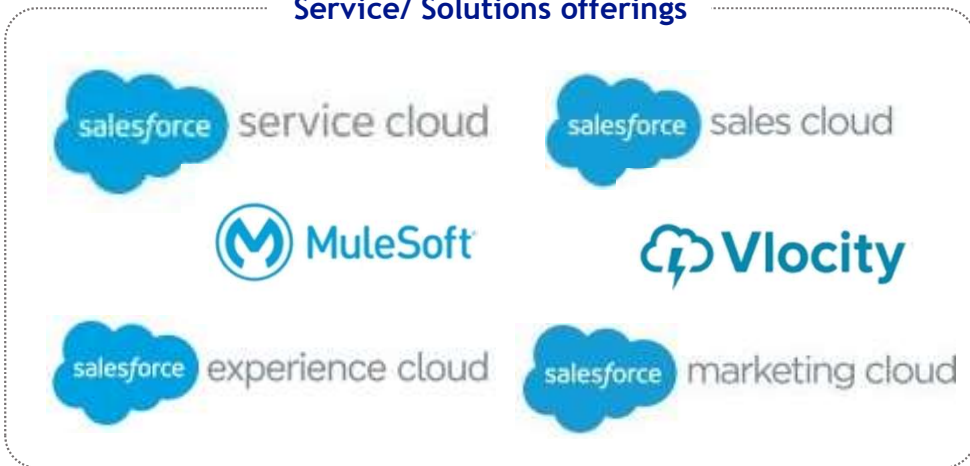 Service/ Solutions offerings
salesforce service cloud
salesforce sales cloud
MuleSoft
Vlocity
salesforce experience cloud
salesforce marketing cloud